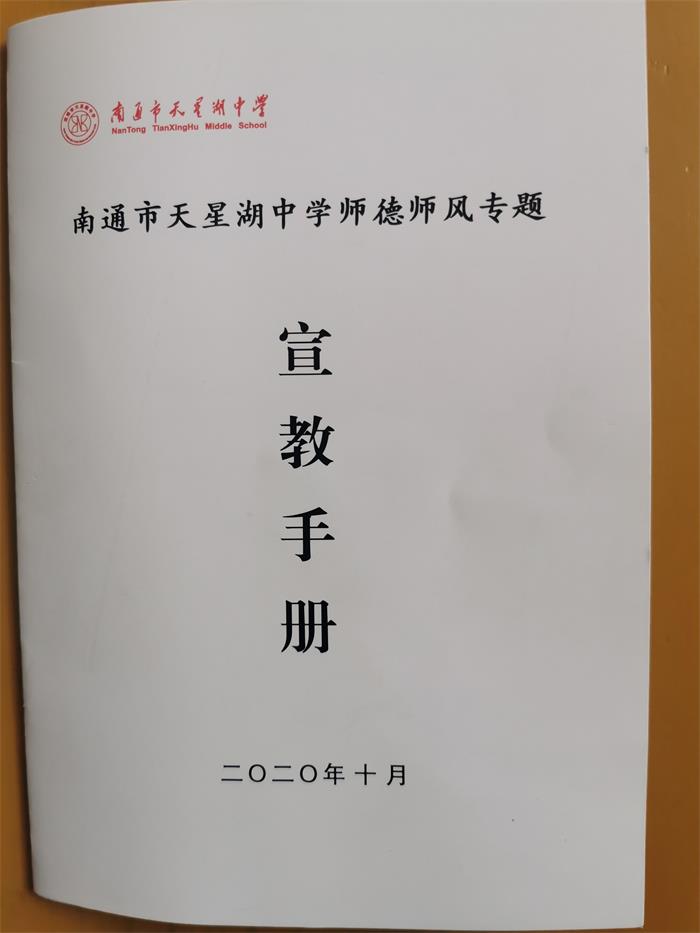 南通市天星湖中学
NanTong TianXingHu Middle School
南通市天星湖中学师德师风专题
宣
教
手
册
二〇二〇年十月